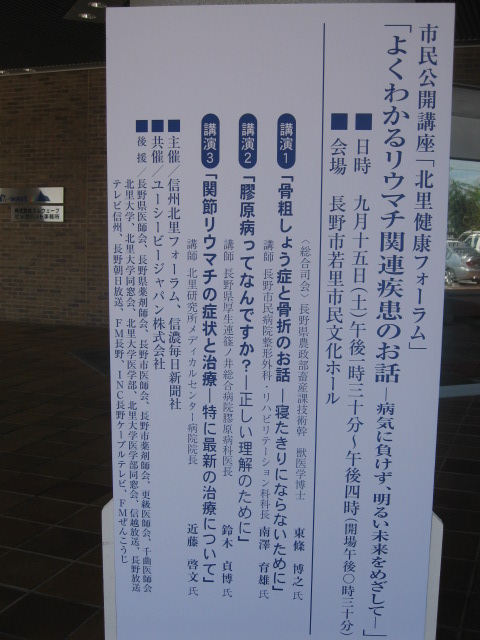 市民公開講座「北里健康フォーラム」
「よくわかるリウマチ関連疾患のお話 ―病気に負けず、明るい未来をめざして―」
■日時 九月十五日(土)午後一時三十分〜午後四時(開場午後〇時三十分)
■会場 長野市若里市民文化ホール
〈総合司会〉長野県農政部畜産課技術幹 獣医学博士 東條 博之 氏
講演1 「骨粗しょう症と骨折のお話―寝たきりにならないために」
講師 長野市民病院整形外科・リハビリテーション科科長 南澤 育雄 氏
講演2 「膠原病ってなんですか?―正しい理解のために」
講師 長野県厚生連篠ノ井総合病院膠原病科医長 鈴木 貞博 氏
講演3 「関節リウマチの症状と治療―特に最新の治療について」
講師 北里研究所メディカルセンター病院院長 近藤 啓文 氏
■主催/信州北里フォーラム、信濃毎日新聞社
■共催/ユーシービージャパン株式会社
■後援/長野県医師会、長野県薬剤師会、長野市医師会、長野市薬剤師会、更級医師会、千曲医師会
北里大学、北里大学同窓会、北里大学医学部、北里大学医学部同窓会、信越放送、長野放送
テレビ信州、長野朝日放送、FM長野、INC長野ケーブルテレビ、FMぜんこうじ